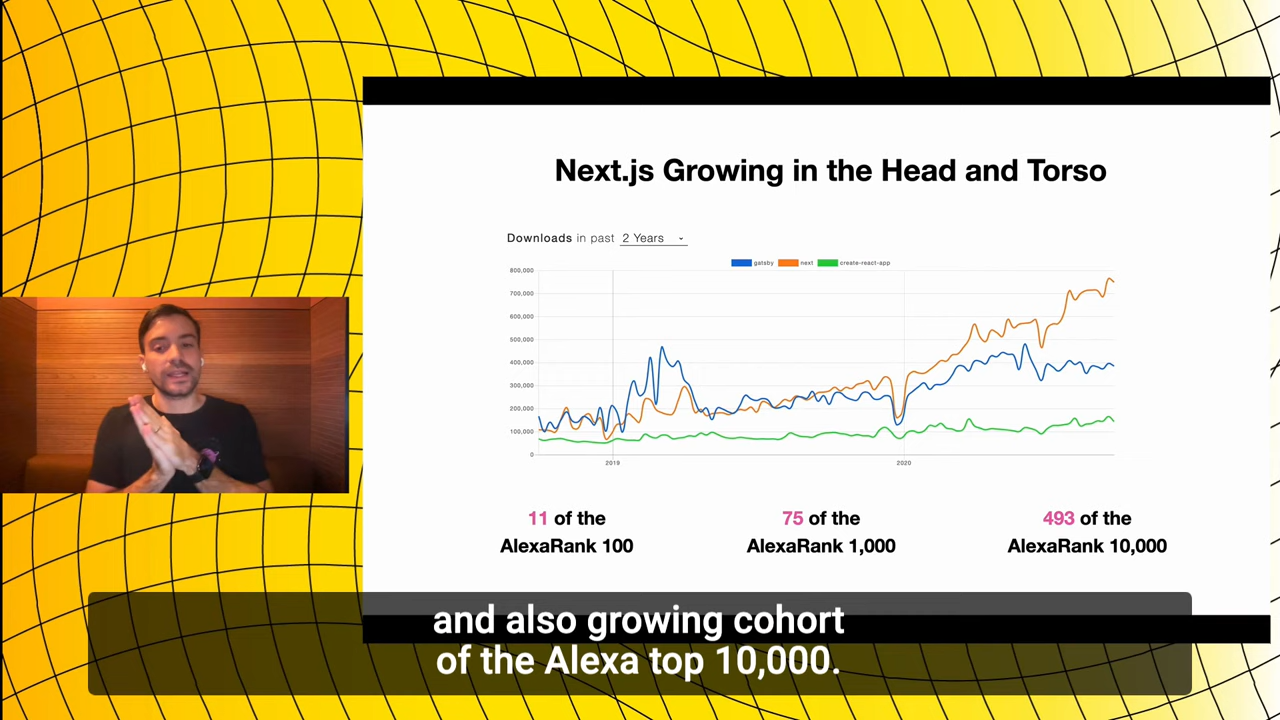 Next.js Growing in the Head and Torso
Downloads in past 2 Years
gatsby next create-react-app
800,000
700,000
600,000
500,000
400,000
300,000
200,000
100,000
0
2019 2020
11 of the
AlexaRank 100
75 of the
AlexaRank 1,000
493 of the
AlexaRank 10,000
and also growing cohort
of the Alexa top 10,000.